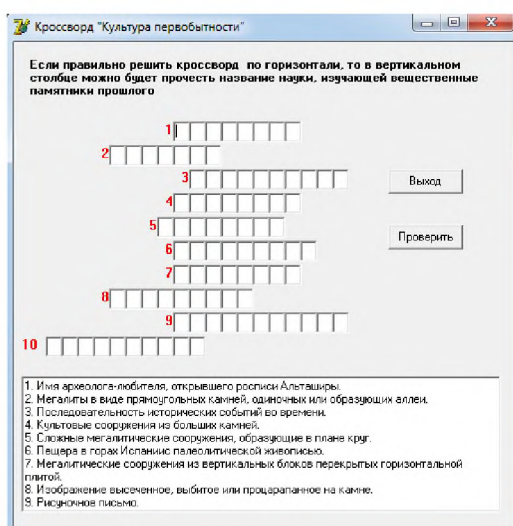 Кроссворд "Культура первобытности"
Если правильно решить кроссворд по горизонтали, то в вертикальном
столбце можно будет прочесть название науки, изучающей вещественные
памятники прошлого
1
2
3
Выход
4
5
Проверить
6
7
8
9
10
1. Имя археолога-любителя, открывшего росписи Альташиры.
2. Мегалиты в виде прямоугольных камней, одиночных или образующих аллеи.
3. Последовательность исторических событий во времени.
4. Культовые сооружения из больших камней.
5. Сложные мегалитические сооружения, образующие в плане круг.
6. Пещера в горах Испаниис палеолитической живописью.
7. Мегалитические сооружения из вертикальных блоков перекрытых горизонтальной
плитой.
8. Изображение высеченное, выбитое или процарапанное на камне.
9. Рисуночное письмо.